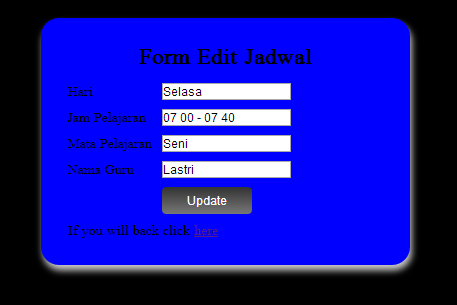 Form Edit Jadwal
Hari Selasa
Jam Pelajaran 07 00 - 07 40
Mata Pelajaran Seni
Nama Guru Lastri
Update
If you will back click here